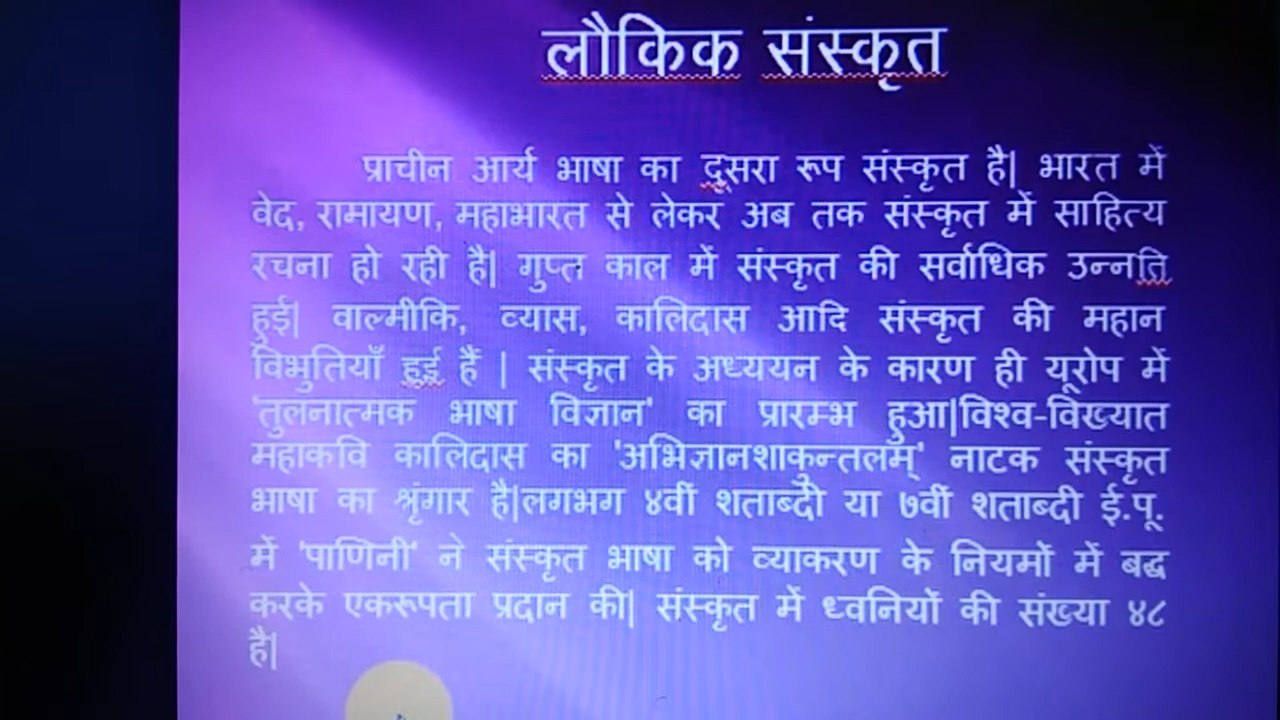 लौकिक संस्कृत
प्राचीन आर्य भाषा का दूसरा रूप संस्कृत है| भारत में
वेद, रामायण, महाभारत से लेकर अब तक संस्कृत में साहित्य
रचना हो रही है| गुप्त काल में संस्कृत की सर्वाधिक उन्नति
हुई| वाल्मीकि, व्यास, कालिदास आदि संस्कृत की महान
विभुतियाँ हुई हैं | संस्कृत के अध्ययन के कारण ही यूरोप में
'तुलनात्मक भाषा विज्ञान' का प्रारम्भ हुआ|विश्व-विख्यात
महाकवि कालिदास का 'अभिज्ञानशाकुन्तलम्' नाटक संस्कृत
भाषा का श्रृंगार है|लगभग ४वीं शताब्दी या ७वीं शताब्दी ई.पू.
में 'पाणिनी' ने संस्कृत भाषा को व्याकरण के नियमों में बद्ध
करके एकरूपता प्रदान की| संस्कृत में ध्वनियों की संख्या ४८
है|